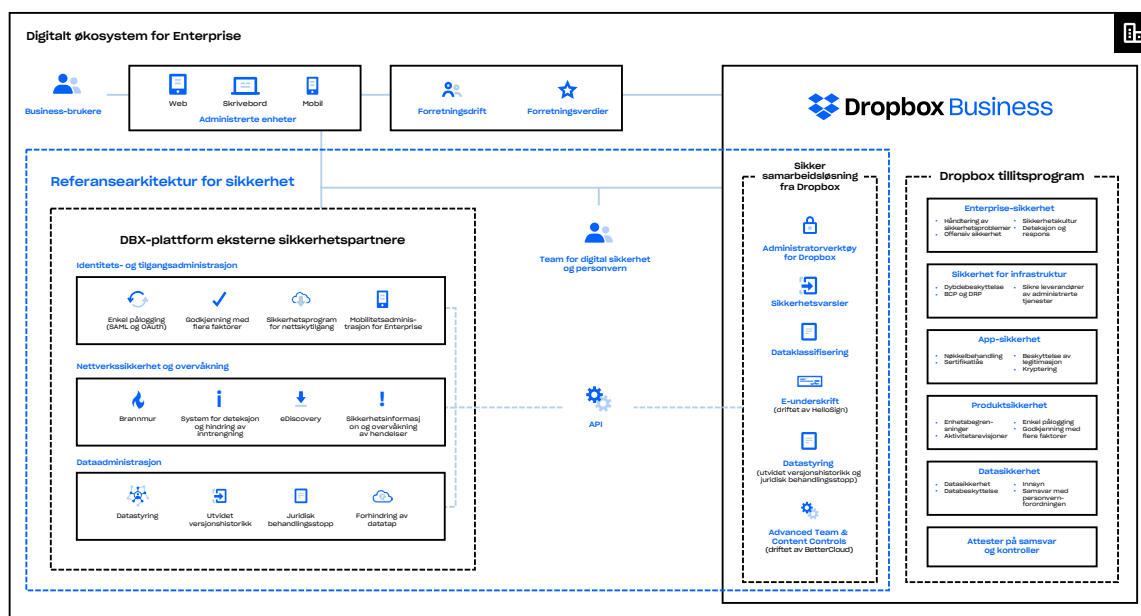 Digitalt økosystem for Enterprise
Business-brukere
Web
Skrivebord
Mobil
Administrerte enheter
Forretningsdrift
Forretningsverdier
Dropbox Business
Referansearkitektur for sikkerhet
DBX-plattform eksterne sikkerhetspartnere
Identitets- og tilgangsadministrasjon
Enkel pålogging
(SAML og OAuth)
Godkjenning med
flere faktorer
Sikkerhetsprogram
for nettskytilgang
Mobilitetsadminis-
trasjon for Enterprise
Nettverkssikkerhet og overvåkning
Brannmur
System for deteksjon
og hindring av
inntrengning
eDiscovery
Sikkerhetsinformasj
on og overvåkning
av hendelser
Dataadministrasjon
Datastyring
Utvidet
versjonshistorikk
Juridisk
behandlingsstopp
Forhindring av
datatap
Team for digital sikkerhet
og personvern
API
Sikker
samarbeidsløsning
fra Dropbox
Administratorverktøy
for Dropbox
Sikkerhetsvarsler
Dataklassifisering
E-underskrift
(driftet av HelloSign)
Datastyring
(utvidet versjonshistorikk og
juridisk behandlingsstopp)
Advanced Team &
Content Controls
(driftet av BetterCloud)
Dropbox tillitsprogram
Enterprise-sikkerhet
• Håndtering av
sikkerhetsproblemer
• Offensiv sikkerhet
• Sikkerhetskultur
• Deteksjon og
respons
Sikkerhet for infrastruktur
• Dybdebeskyttelse
• BCP og DRP
• Sikre leverandører
av administrerte
tjenester
App-sikkerhet
• Nøkkelbehandling
• Sertifikatlås
• Beskyttelse av
legitimasjon
• Kryptering
Produktsikkerhet
• Enhetsbegren-
sninger
• Aktivitetsrevisjoner
• Enkel pålogging
• Godkjenning med
flere faktorer
Datasikkerhet
• Datasikkerhet
• Databeskyttelse
• Innsyn
• Samsvar med
personvern-
forordningen
Attester på samsvar
og kontroller